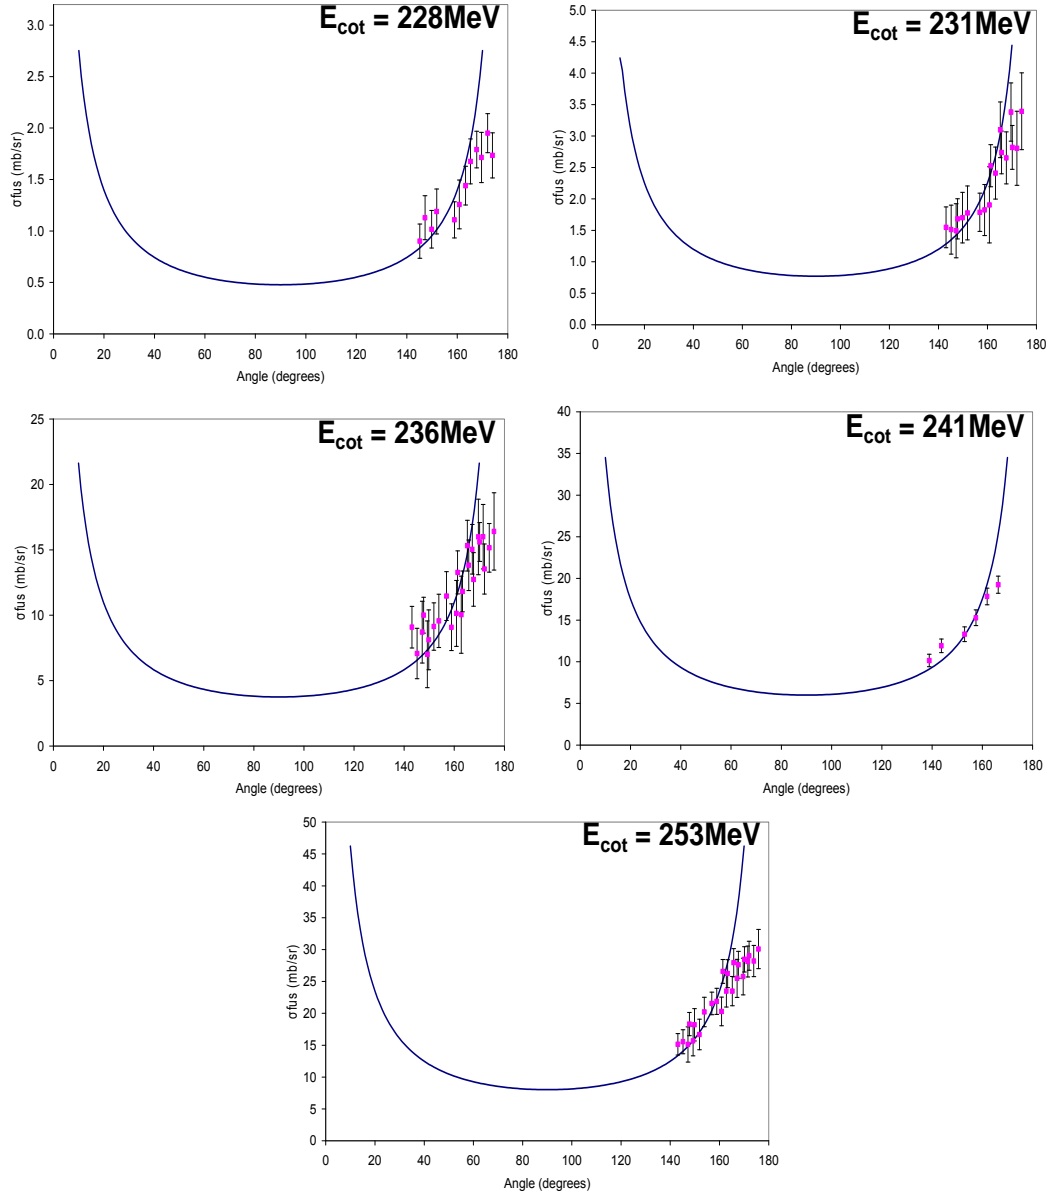 E_cot = 228MeV
3.0
2.5
2.0
1.5
1.0
0.5
0.0
σfus (mb/sr)
0 20 40 60 80 100 120 140 160 180
Angle (degrees)
E_cot = 231MeV
5.0
4.5
4.0
3.5
3.0
2.5
2.0
1.5
1.0
0.5
0.0
σfus (mb/sr)
0 20 40 60 80 100 120 140 160 180
Angle (degrees)
E_cot = 236MeV
25
20
15
10
5
0
σfus (mb/sr)
0 20 40 60 80 100 120 140 160 180
Angle (degrees)
E_cot = 241MeV
40
35
30
25
20
15
10
5
0
σfus (mb/sr)
0 20 40 60 80 100 120 140 160 180
Angle (degrees)
E_cot = 253MeV
50
45
40
35
30
25
20
15
10
5
0
σfus (mb/sr)
0 20 40 60 80 100 120 140 160 180
Angle (degrees)